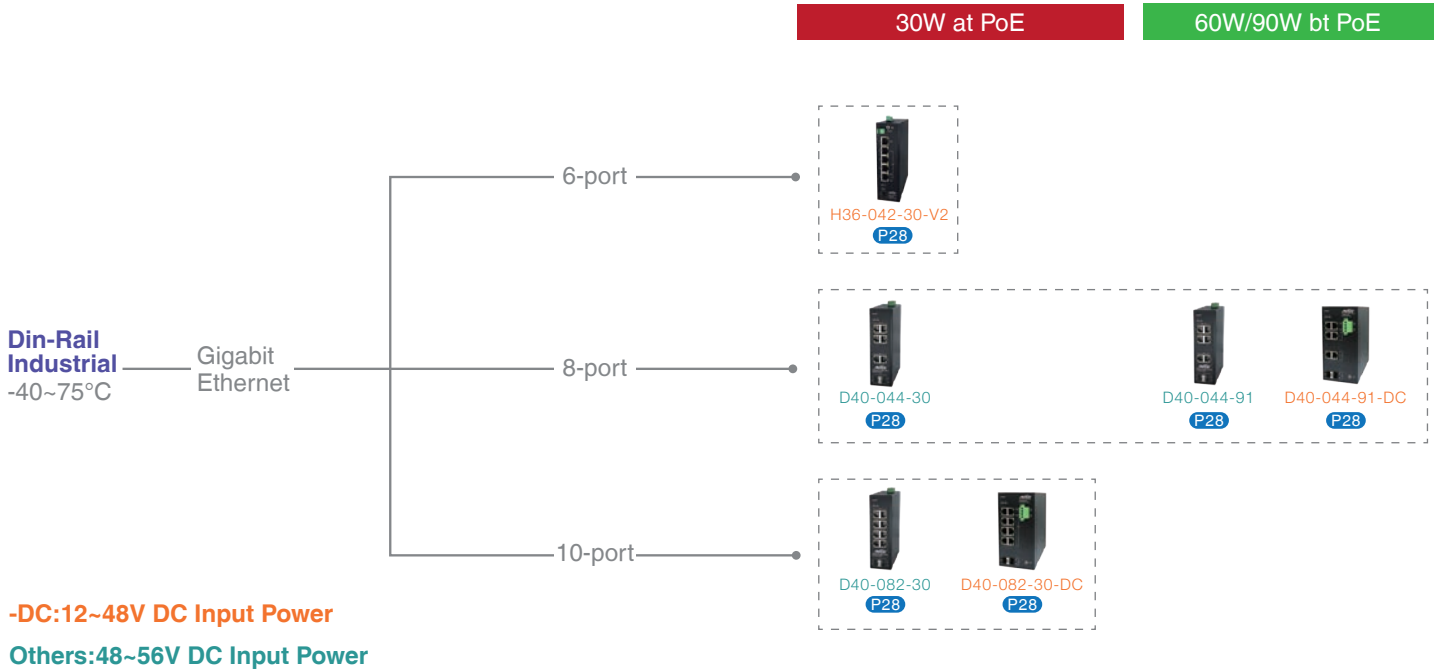 30W at PoE
60W/90W bt PoE
6-port
H36-042-30-V2
P28
Din-Rail
Industrial
-40~75°C
Gigabit
Ethernet
8-port
D40-044-30
P28
D40-044-91
P28
D40-044-91-DC
P28
10-port
D40-082-30
P28
D40-082-30-DC
P28
-DC:12~48V DC Input Power
Others:48~56V DC Input Power